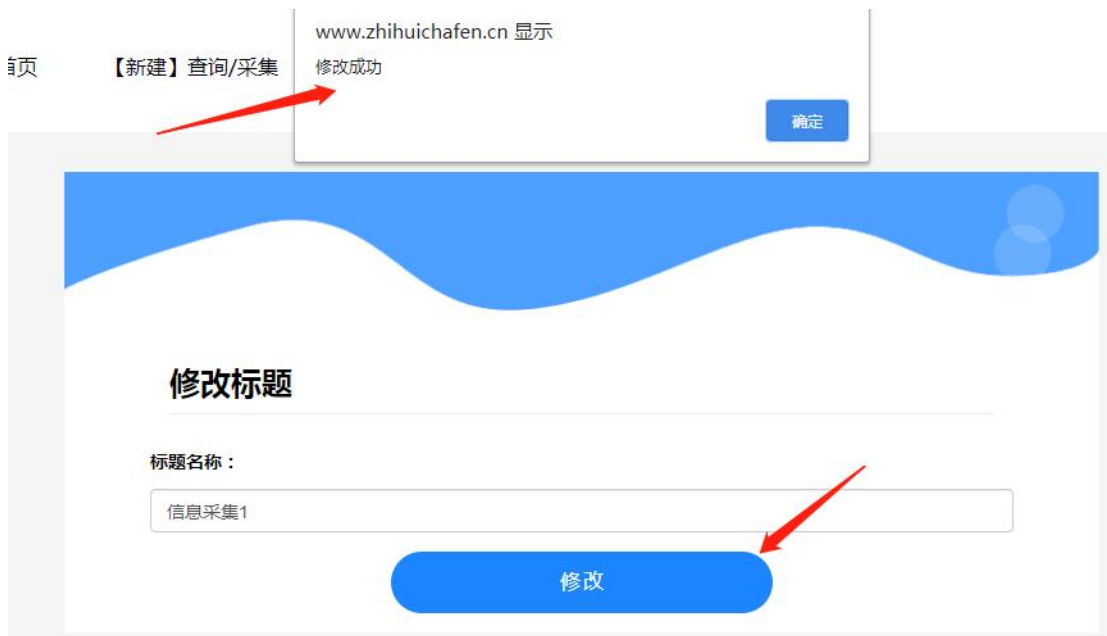 www.zhihuichafen.cn 显示
首页
【新建】查询/采集
修改成功
确定
修改标题
标题名称：
信息采集1
修改